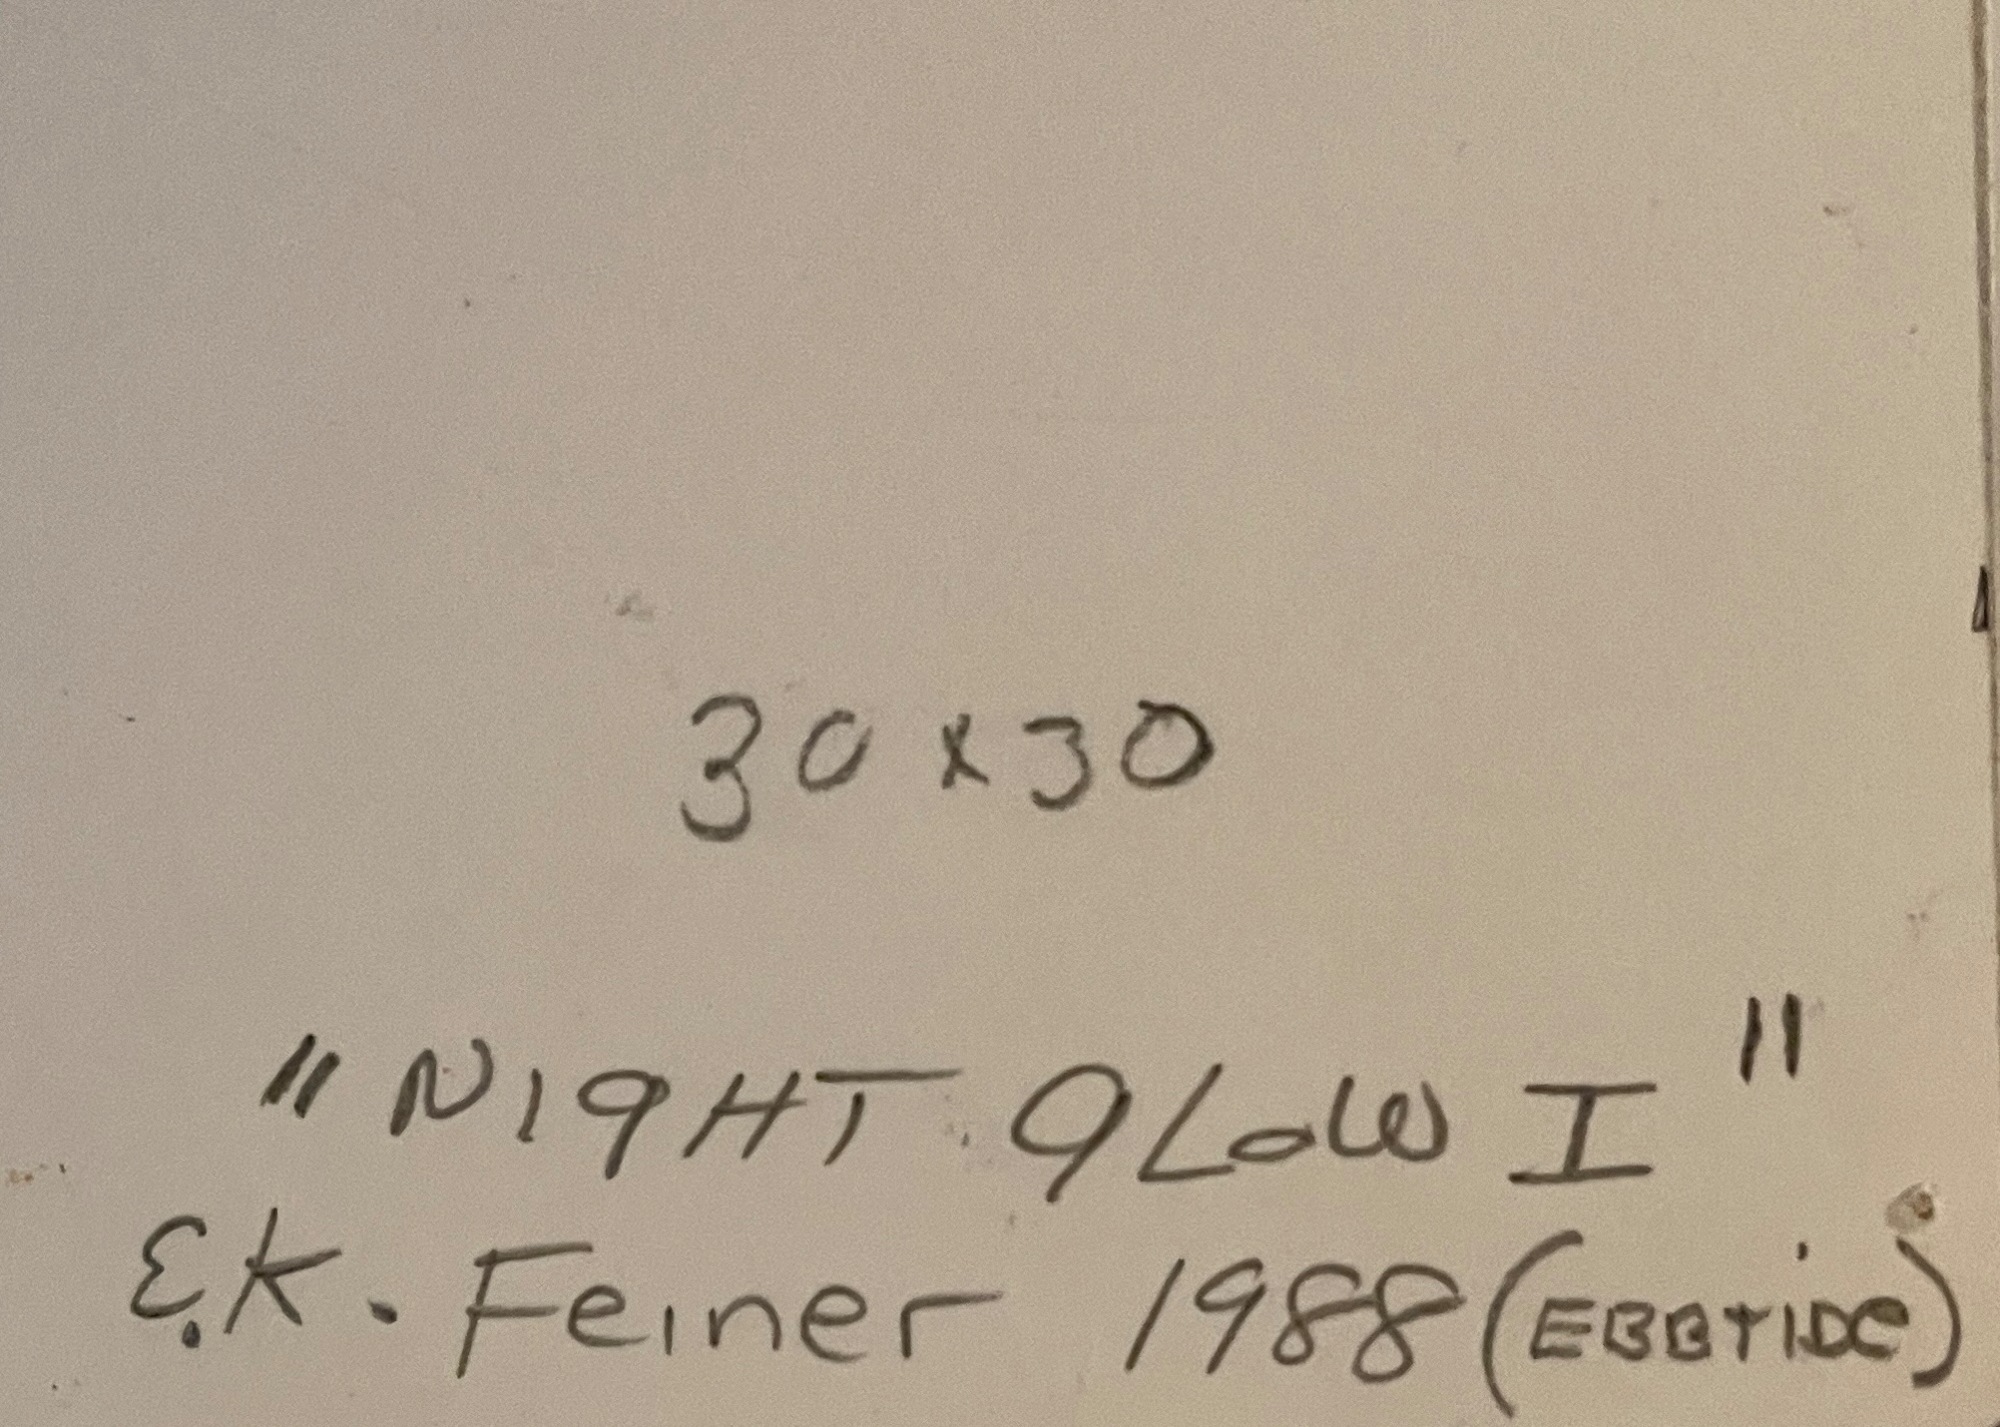 30 x 30
"NIGHT GLOW I"
E.K. Feiner 1988 (EBBTIDE)